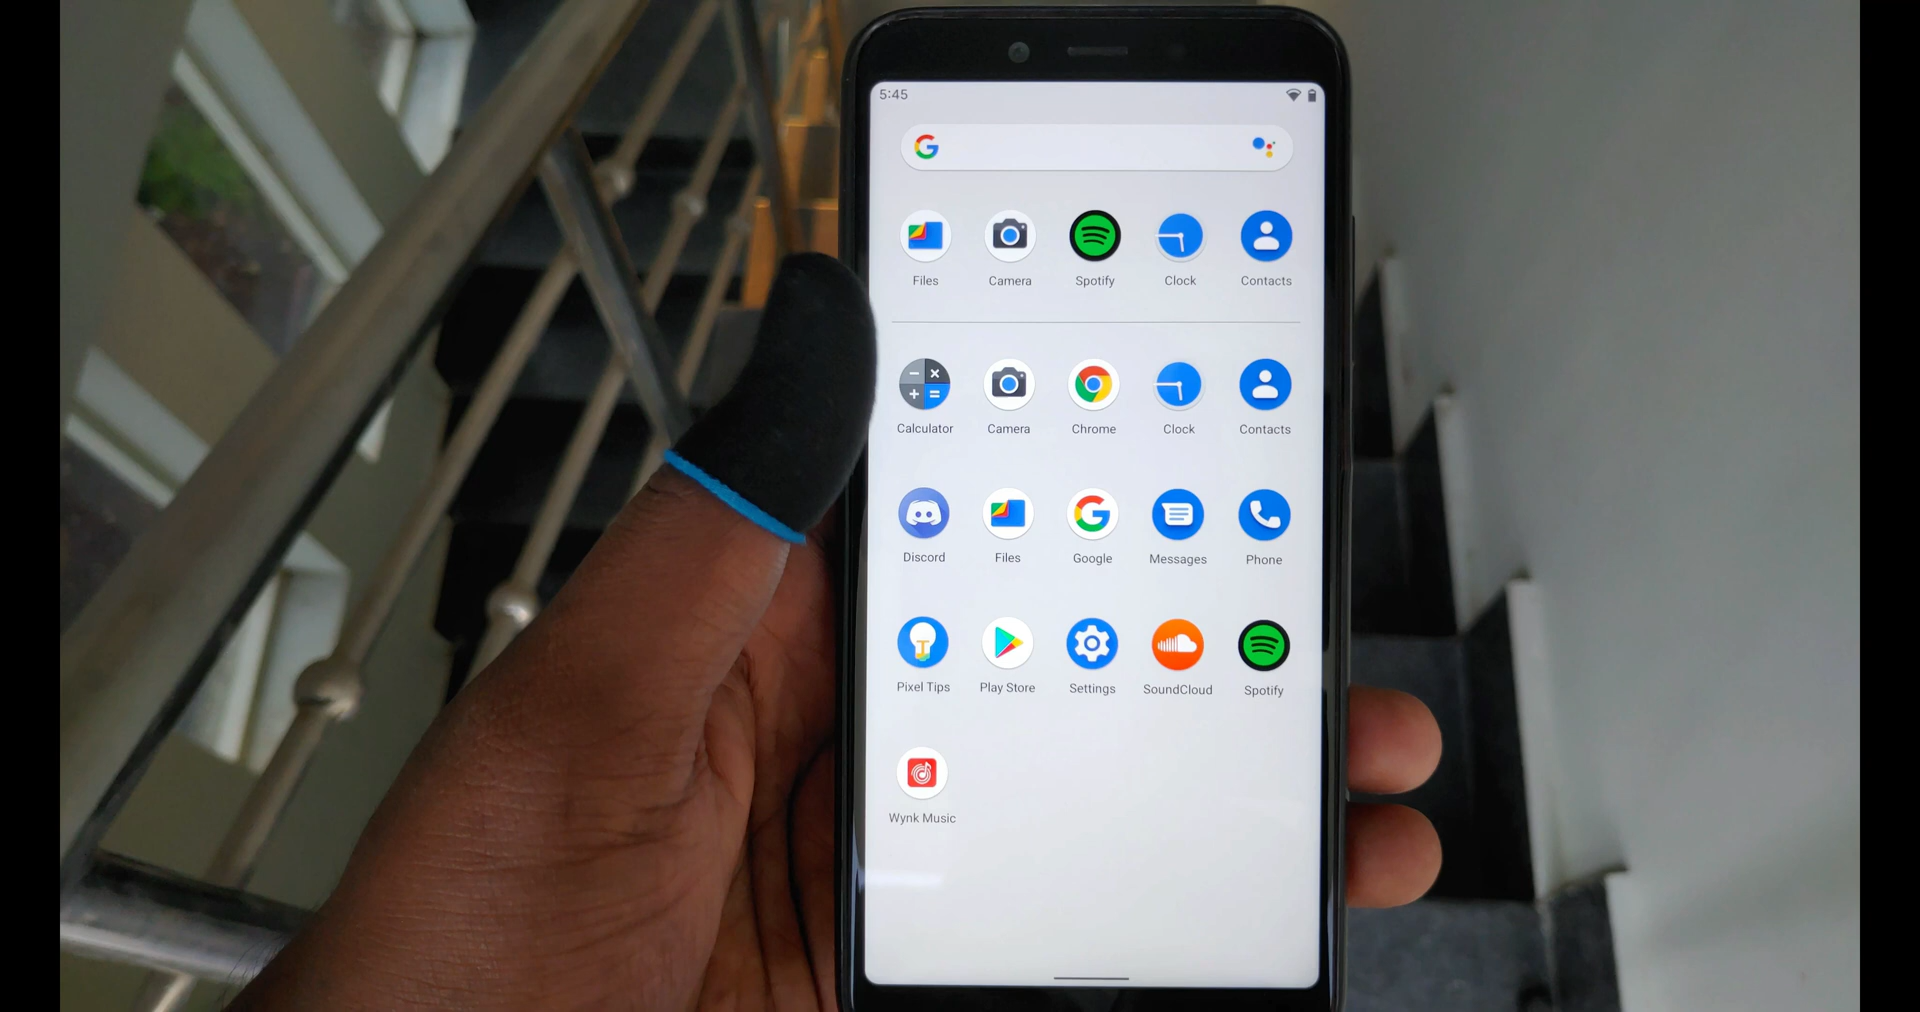 5:45
Files Camera Spotify Clock Contacts
Calculator Camera Chrome Clock Contacts
Discord Files Google Messages Phone
Pixel Tips Play Store Settings SoundCloud Spotify
Wynk Music